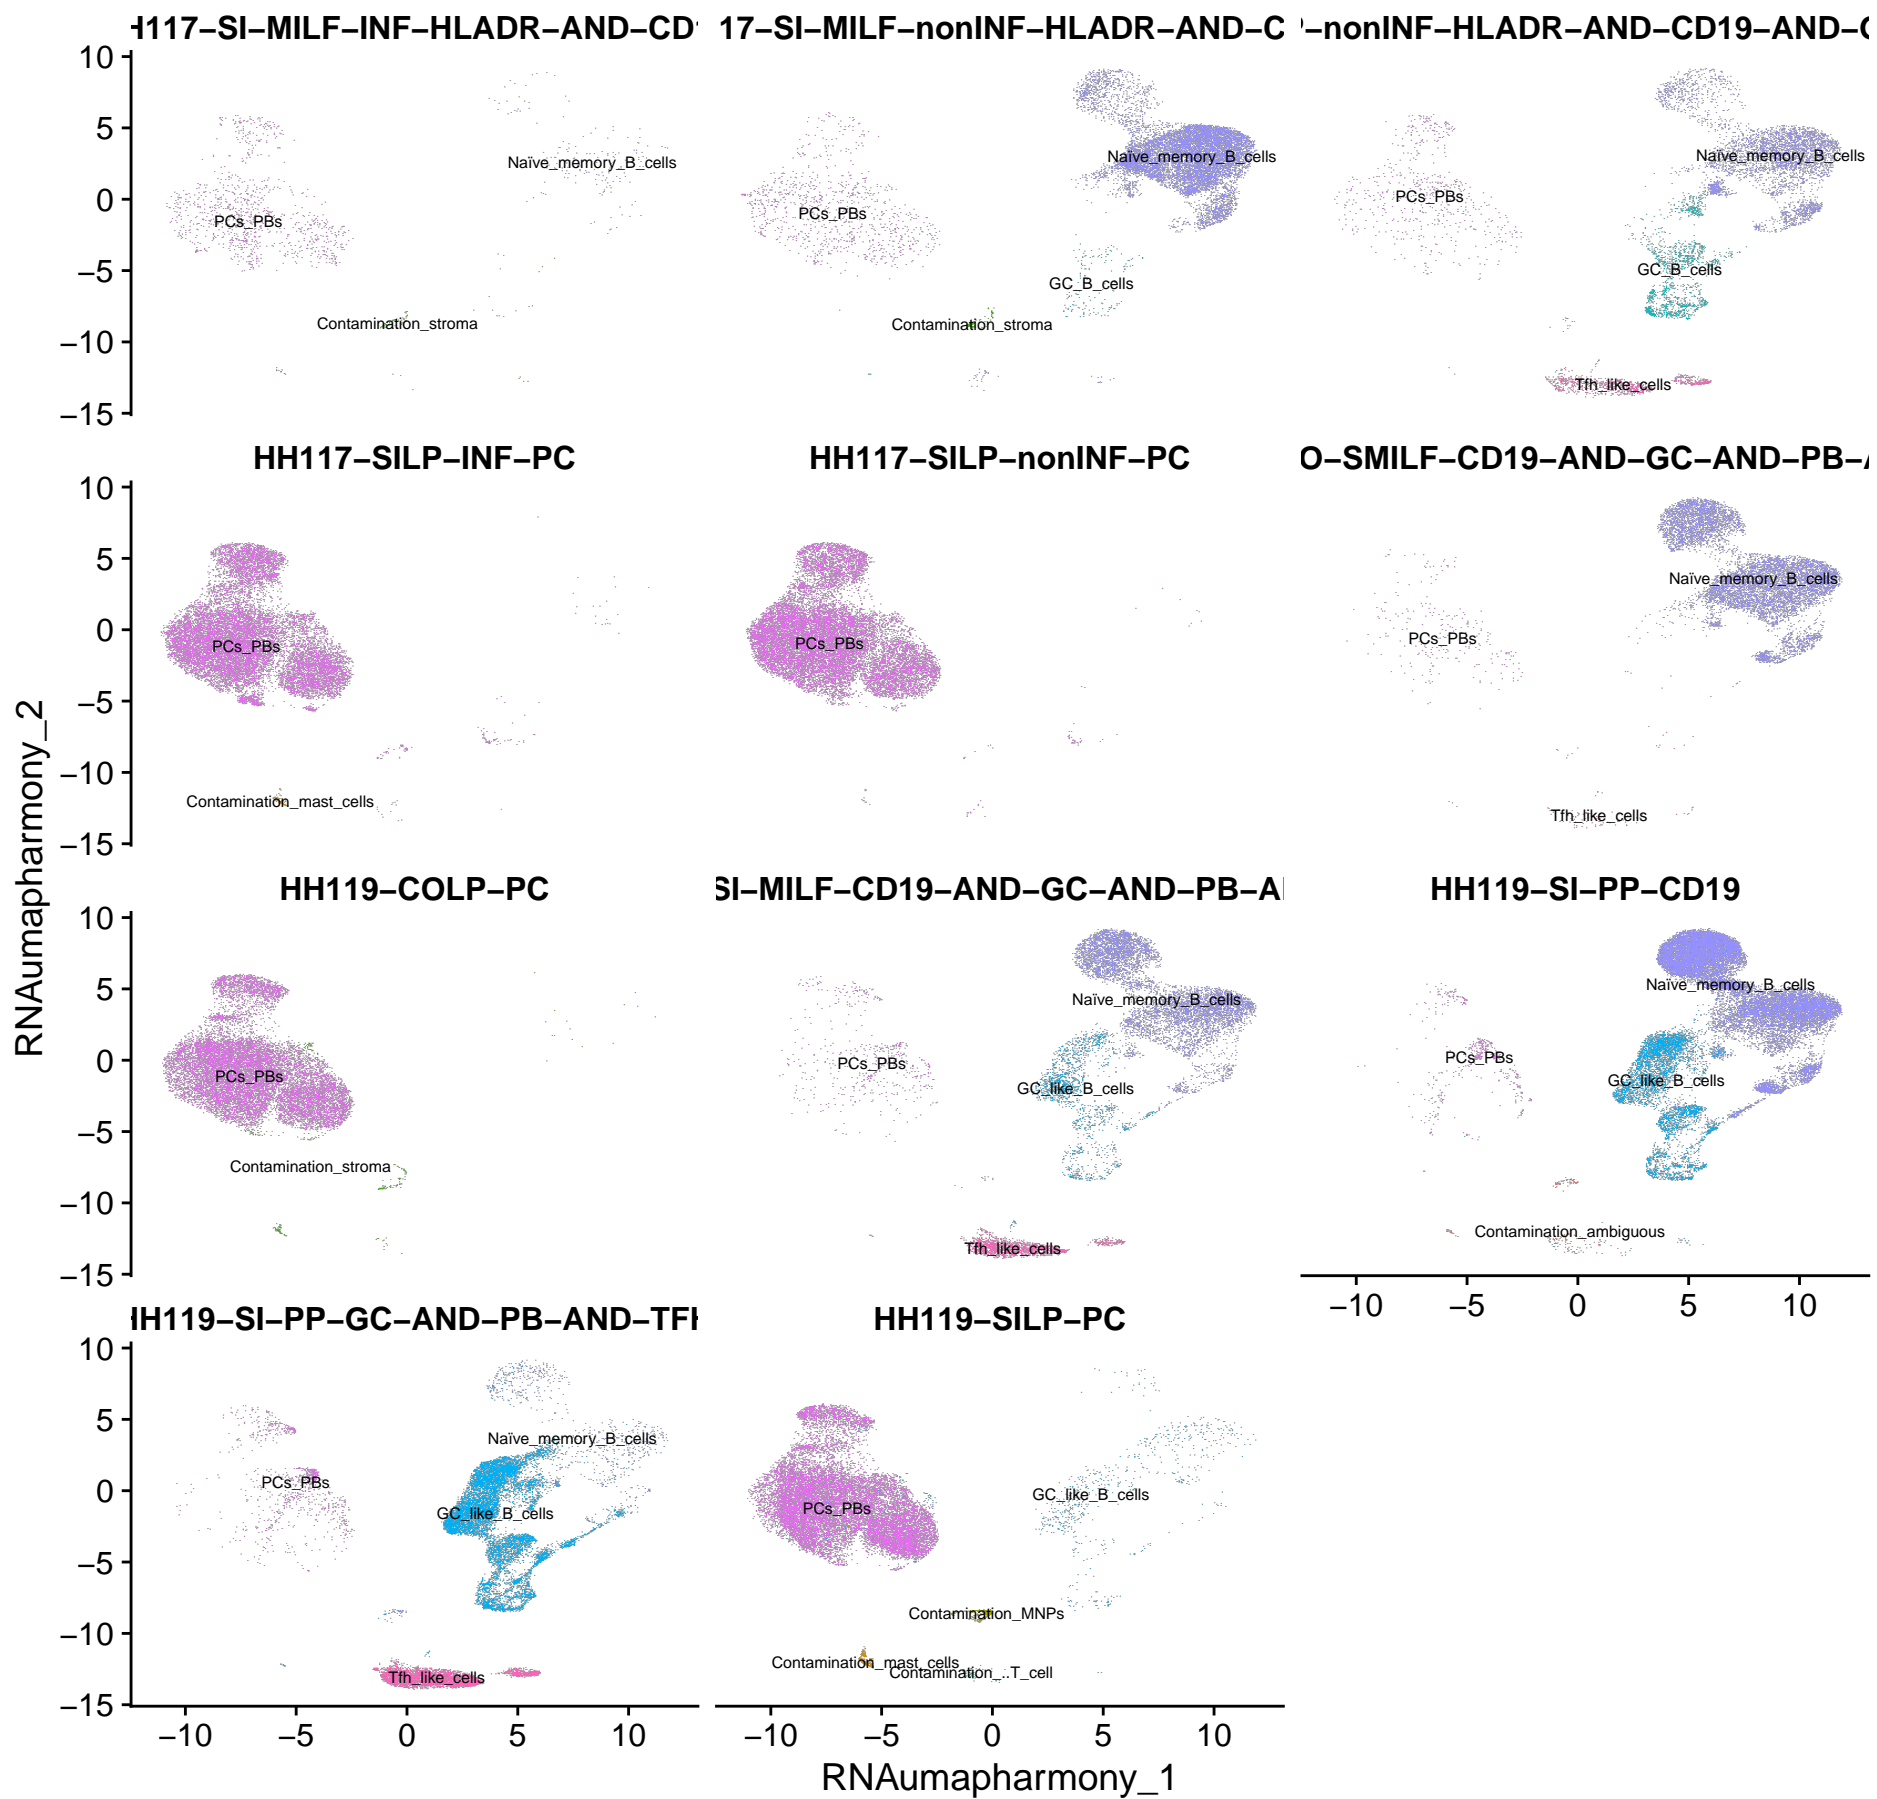 HH117–SI–MILF–INF–HLADR–AND–CD1
17–SI–MILF–nonINF–HLADR–AND–C
P–nonINF–HLADR–AND–CD19–AND–G
10
5
0
−5
−10
−15
Naïve_memory_B_cells
PCs_PBs
Contamination_stroma
Naïve_memory_B_cells
PCs_PBs
GC_B_cells
Contamination_stroma
Naïve_memory_B_cells
PCs_PBs
GC_B_cells
Tfh_like_cells
HH117–SILP–INF–PC
HH117–SILP–nonINF–PC
O–SMILF–CD19–AND–GC–AND–PB–A
10
5
0
−5
−10
−15
PCs_PBs
Contamination_mast_cells
PCs_PBs
Naïve_memory_B_cells
PCs_PBs
Tfh_like_cells
RNAumapharmony_2
HH119–COLP–PC
SI–MILF–CD19–AND–GC–AND–PB–AI
HH119–SI–PP–CD19
10
5
0
−5
−10
−15
PCs_PBs
Contamination_stroma
Naïve_memory_B_cells
PCs_PBs
GC_like_B_cells
Tfh_like_cells
Naïve_memory_B_cells
PCs_PBs
GC_like_B_cells
Contamination_ambiguous
−10 −5 0 5 10
HH119–SI–PP–GC–AND–PB–AND–TFH
HH119–SILP–PC
10
5
0
−5
−10
−15
Naïve_memory_B_cells
PCs_PBs
GC_like_B_cells
Tfh_like_cells
GC_like_B_cells
PCs_PBs
Contamination_MNPs
Contamination_mast_cells
Contamination_..T_cell
−10 −5 0 5 10
−10 −5 0 5 10
RNAumapharmony_1